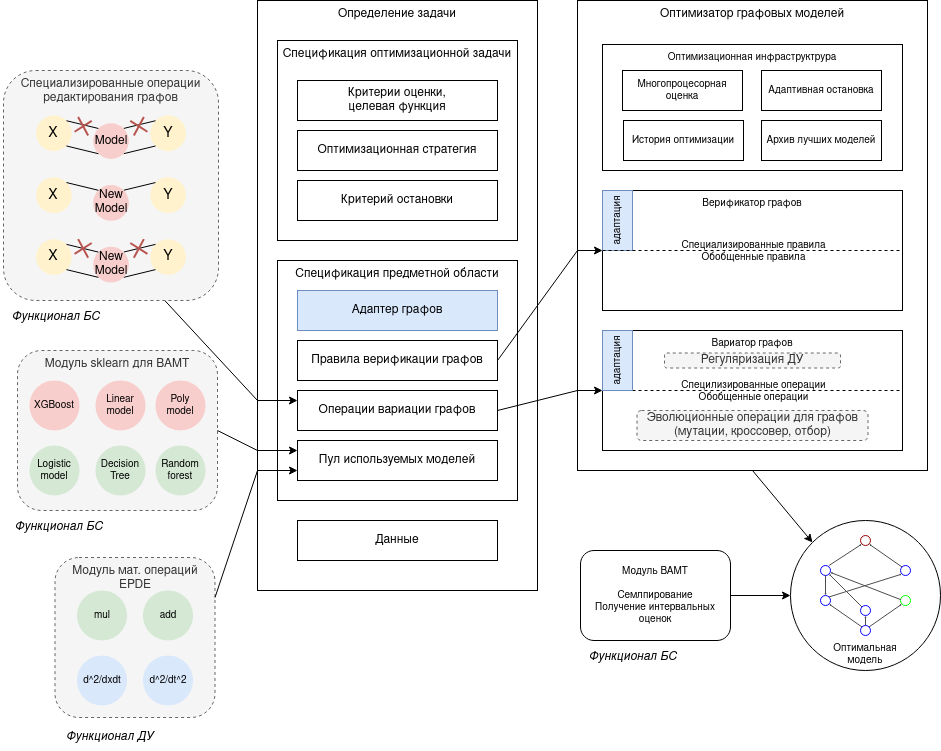 Специализированные операции
редактирования графов
X
Model
Y
X
New
Model
Y
X
New
Model
Y
Функционал БС
Модуль sklearn для BAMT
XGBoost
Linear
model
Poly
model
Logistic
model
Decision
Tree
Random
forest
Функционал БС
Модуль мат. операций
EPDE
mul
add
d^2/dxdt
d^2/dt^2
Функционал ДУ
Определение задачи
Спецификация оптимизационной задачи
Критерии оценки,
целевая функция
Оптимизационная стратегия
Критерий остановки
Спецификация предметной области
Адаптер графов
Правила верификации графов
Операции вариации графов
Пул используемых моделей
Данные
Оптимизатор графовых моделей
Оптимизационная инфраструктрура
Многопроцесорная
оценка
Адаптивная остановка
История оптимизации
Архив лучших моделей
адаптация
Верификатор графов
Специализированные правила
Обобщенные правила
адаптация
Вариатор графов
Регуляризация ДУ
Специлизированные операции
Обобщенные операции
Эволюционные операции для графов
(мутации, кроссовер, отбор)
Модуль BAMT
Семплирование
Получение интервальных
оценок
Функционал БС
Оптимальная
модель